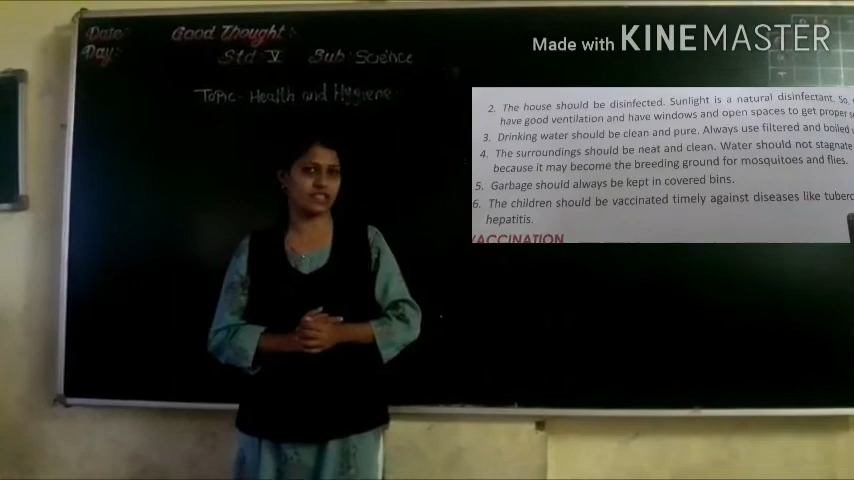 Date:
Good Thought:
Day:
Std V Sub: Science
Topic - Health and Hygiene
Made with KINEMASTER
2. The house should be disinfected. Sunlight is a natural disinfectant. So,
have good ventilation and have windows and open spaces to get proper
3. Drinking water should be clean and pure. Always use filtered and boiled
4. The surroundings should be neat and clean. Water should not stagnate
because it may become the breeding ground for mosquitoes and flies.
5. Garbage should always be kept in covered bins.
6. The children should be vaccinated timely against diseases like
hepatitis.
VACCINATION